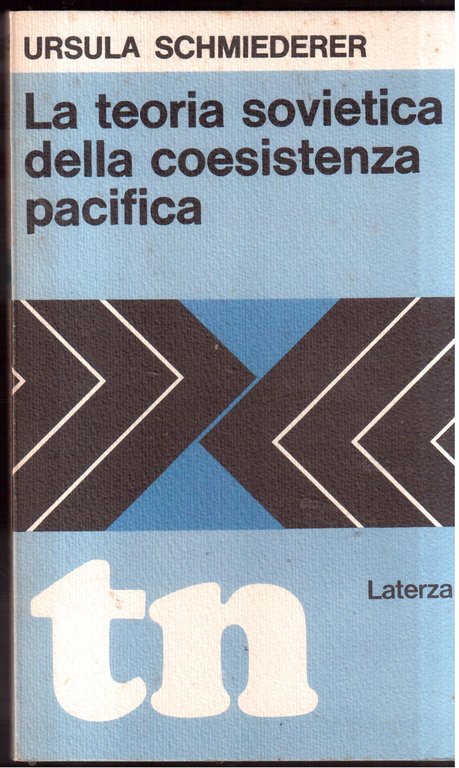 URSULA SCHMIEDERER
La teoria sovietica
della coesistenza
pacifica
Laterza
tn